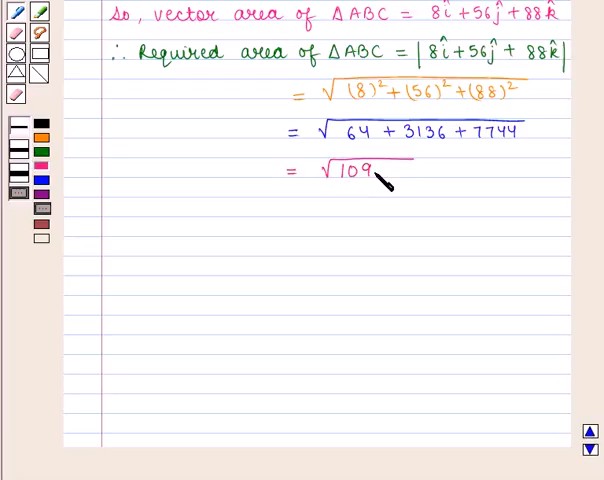 So, vector area of ΔABC = 8î + 56ĵ + 88k̂
∴ Required area of ΔABC = |8î + 56ĵ + 88k̂|
= √(8)² + (56)² + (88)²
= √64 + 3136 + 7744
= √109